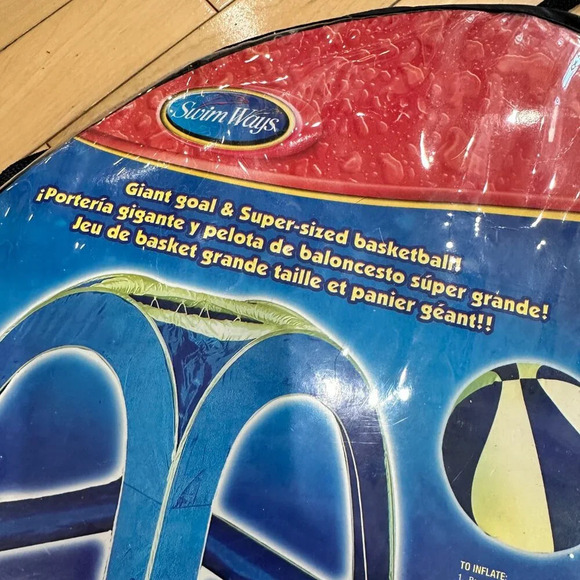 SwimWays
Giant goal & Super-sized basketball!!
¡Portería gigante y pelota de baloncesto súper grande!
Jeu de basket grande taille et panier géant!!
TO INFLATE: